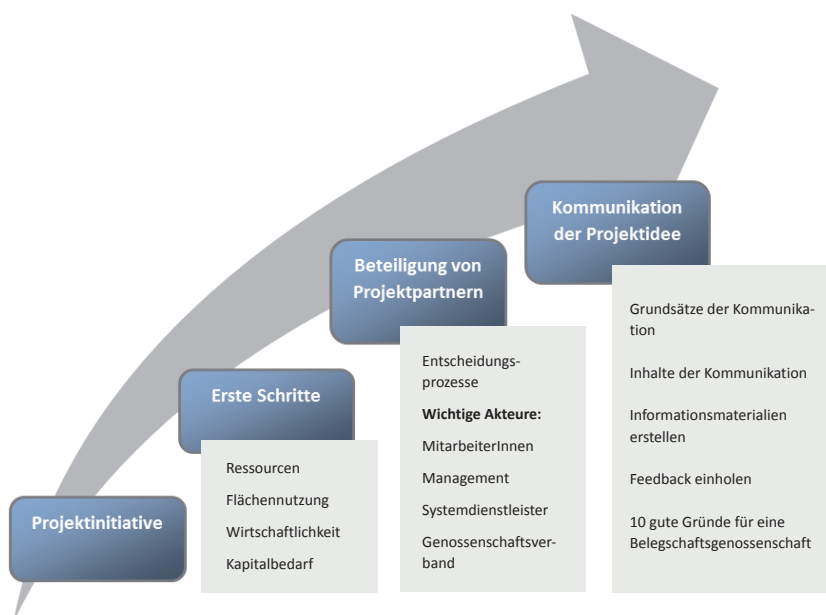 Projektinitiative
Erste Schritte
Ressourcen
Flächennutzung
Wirtschaftlichkeit
Kapitalbedarf
Beteiligung von
Projektpartnern
Entscheidungs-
prozesse
Wichtige Akteure:
MitarbeiterInnen
Management
Systemdienstleister
Genossenschaftsver-
band
Kommunikation
der Projektidee
Grundsätze der Kommunika-
tion
Inhalte der Kommunikation
Informationsmaterialien
erstellen
Feedback einholen
10 gute Gründe für eine
Belegschaftsgenossenschaft